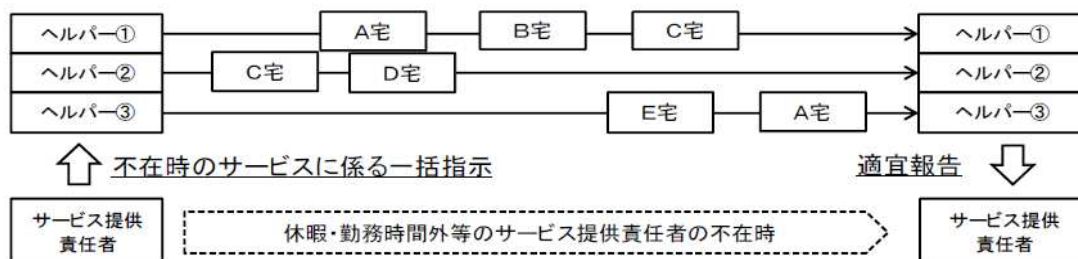 ヘルパー① A宅 B宅 C宅 ヘルパー①
ヘルパー② C宅 D宅 ヘルパー②
ヘルパー③ E宅 A宅 ヘルパー③
不在時のサービスに係る一括指示 適宜報告
サービス提供
責任者
休暇・勤務時間外等のサービス提供責任者の不在時
サービス提供
責任者